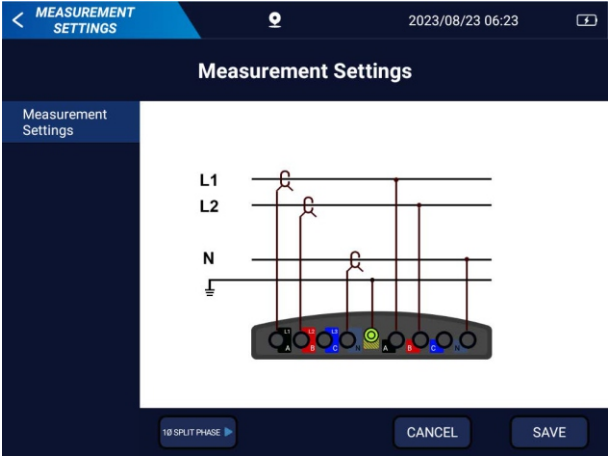 MEASUREMENT
SETTINGS
2023/08/23 06:23
Measurement Settings
Measurement
Settings
L1
L2
N
L1 L2 L3
A B C N A B C N
1Ø SPLIT PHASE
CANCEL
SAVE